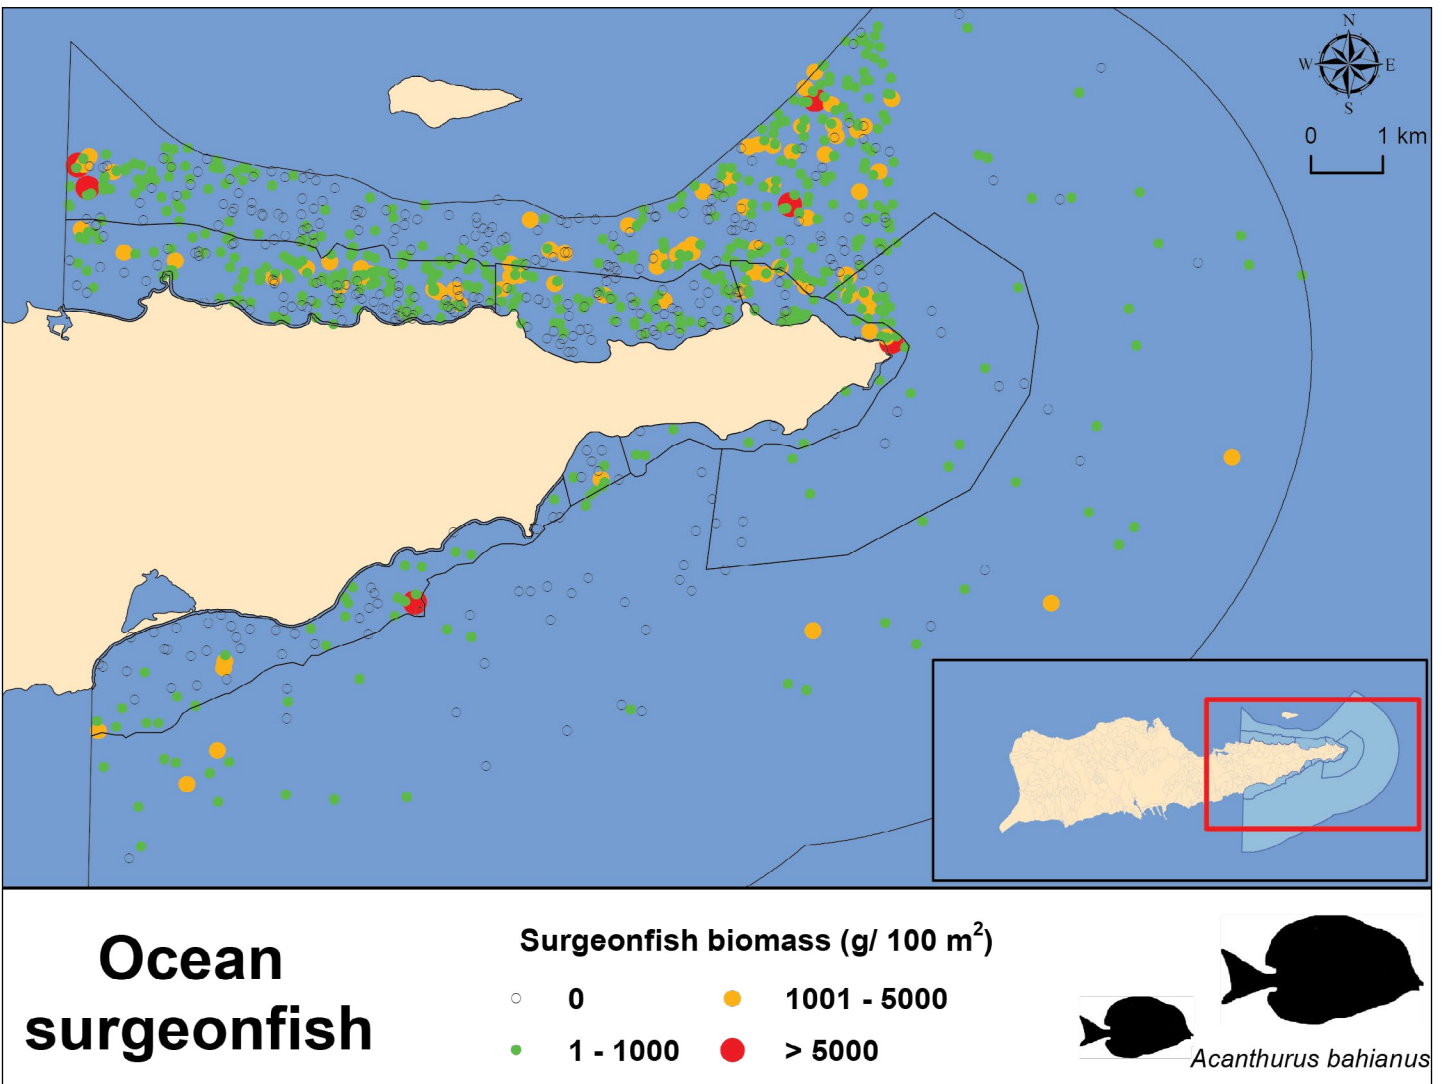 N
W E
S
0 1 km
Ocean
surgeonfish
Surgeonfish biomass (g/ 100 m²)
0
1001 - 5000
1 - 1000
> 5000
Acanthurus bahianus